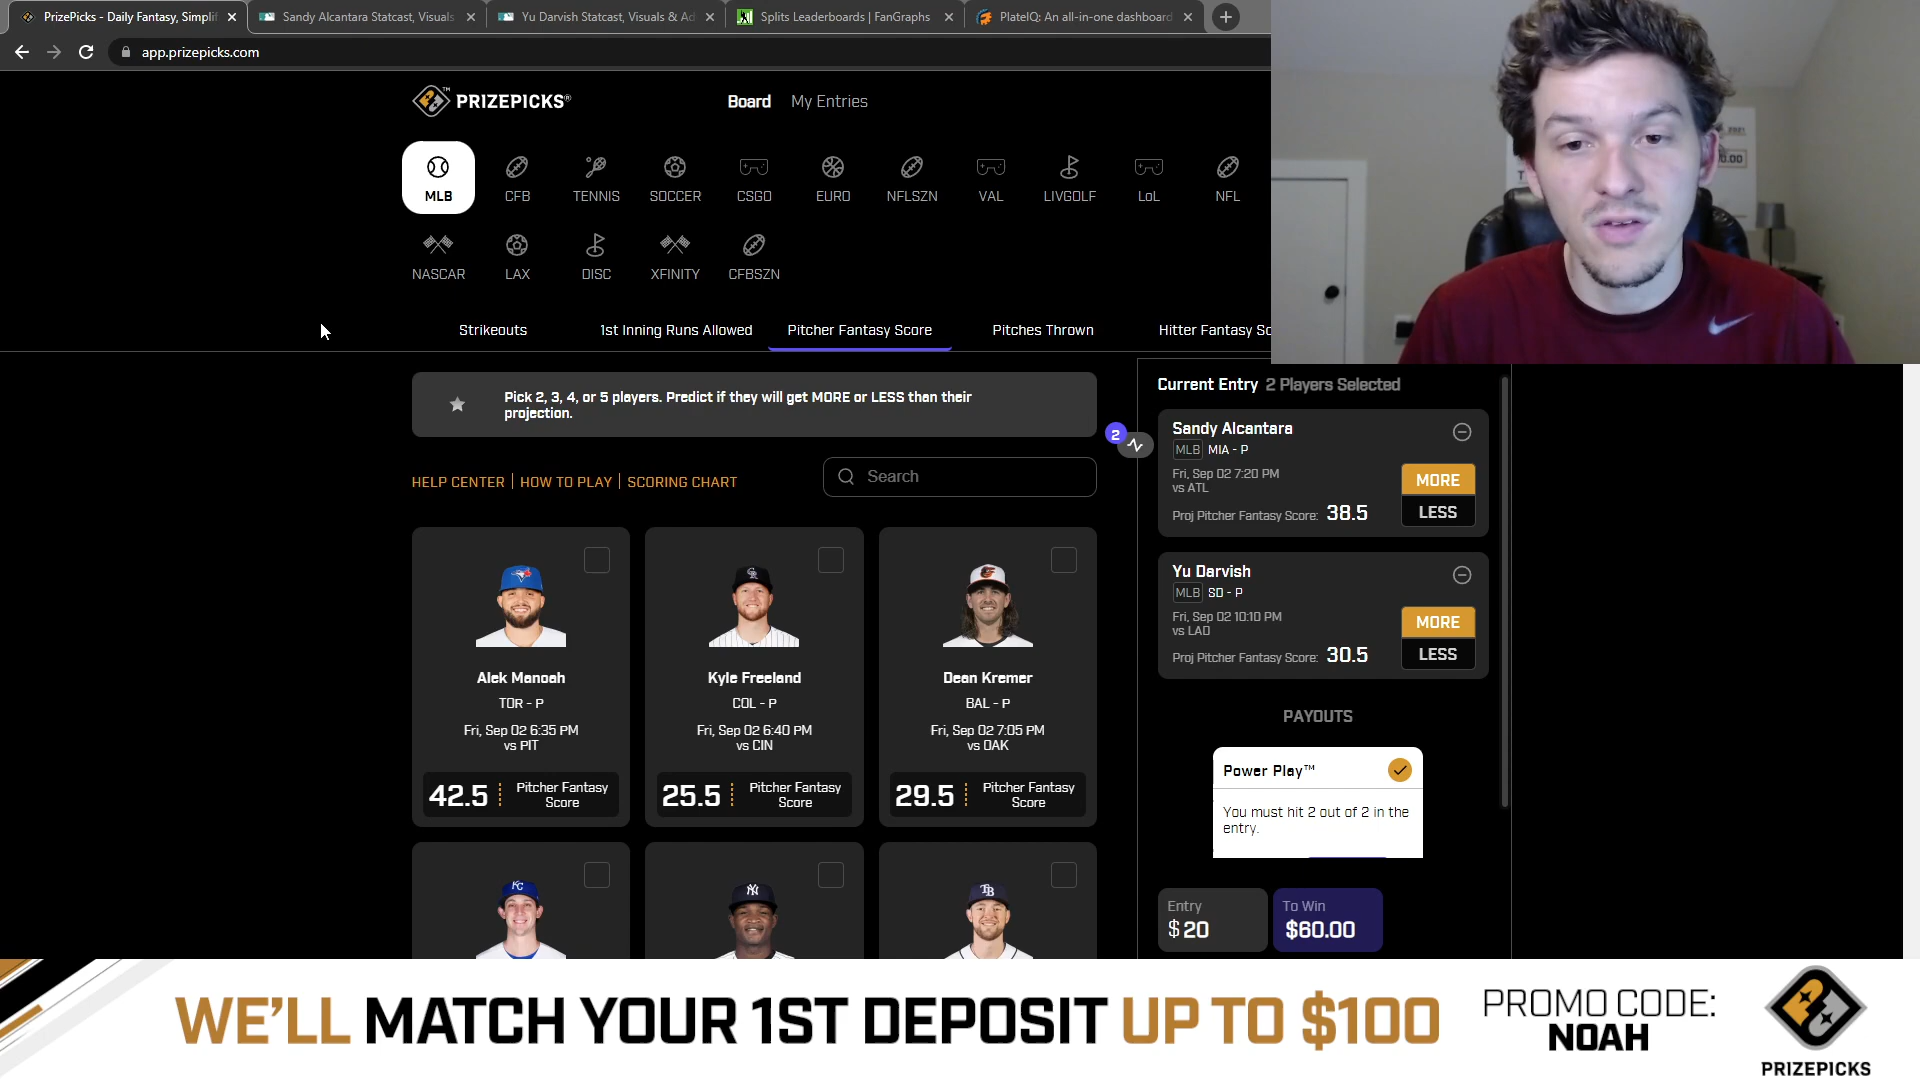 PrizePicks - Daily Fantasy, Simplif
Sandy Alcantara Statcast, Visuals
Yu Darvish Statcast, Visuals & Ad
Splits Leaderboards | FanGraphs
PlateIQ: An all-in-one dashboard
app.prizepicks.com
PRIZEPICKS®
Board
My Entries
MLB
CFB
TENNIS
SOCCER
CSGO
EURO
NFLSZN
VAL
LIVGOLF
LoL
NFL
NASCAR
LAX
DISC
XFINITY
CFBSZN
Strikeouts
1st Inning Runs Allowed
Pitcher Fantasy Score
Pitches Thrown
Hitter Fantasy Sc
Pick 2, 3, 4, or 5 players. Predict if they will get MORE or LESS than their
projection.
HELP CENTER | HOW TO PLAY | SCORING CHART
Search
Alek Manoah
TOR - P
Fri, Sep 02 6:35 PM
vs PIT
42.5
Pitcher Fantasy
Score
Kyle Freeland
COL - P
Fri, Sep 02 6:40 PM
vs CIN
25.5
Pitcher Fantasy
Score
Dean Kremer
BAL - P
Fri, Sep 02 7:05 PM
vs OAK
29.5
Pitcher Fantasy
Score
2
Current Entry 2 Players Selected
Sandy Alcantara
MLB MIA - P
Fri, Sep 02 7:20 PM
vs ATL
Proj Pitcher Fantasy Score: 38.5
MORE
LESS
Yu Darvish
MLB SD - P
Fri, Sep 02 10:10 PM
vs LAD
Proj Pitcher Fantasy Score: 30.5
MORE
LESS
PAYOUTS
Power Play™
You must hit 2 out of 2 in the
entry.
Entry
$ 20
To Win
$60.00
WE'LL MATCH YOUR 1ST DEPOSIT UP TO $100
PROMO CODE:
NOAH
PRIZEPICKS